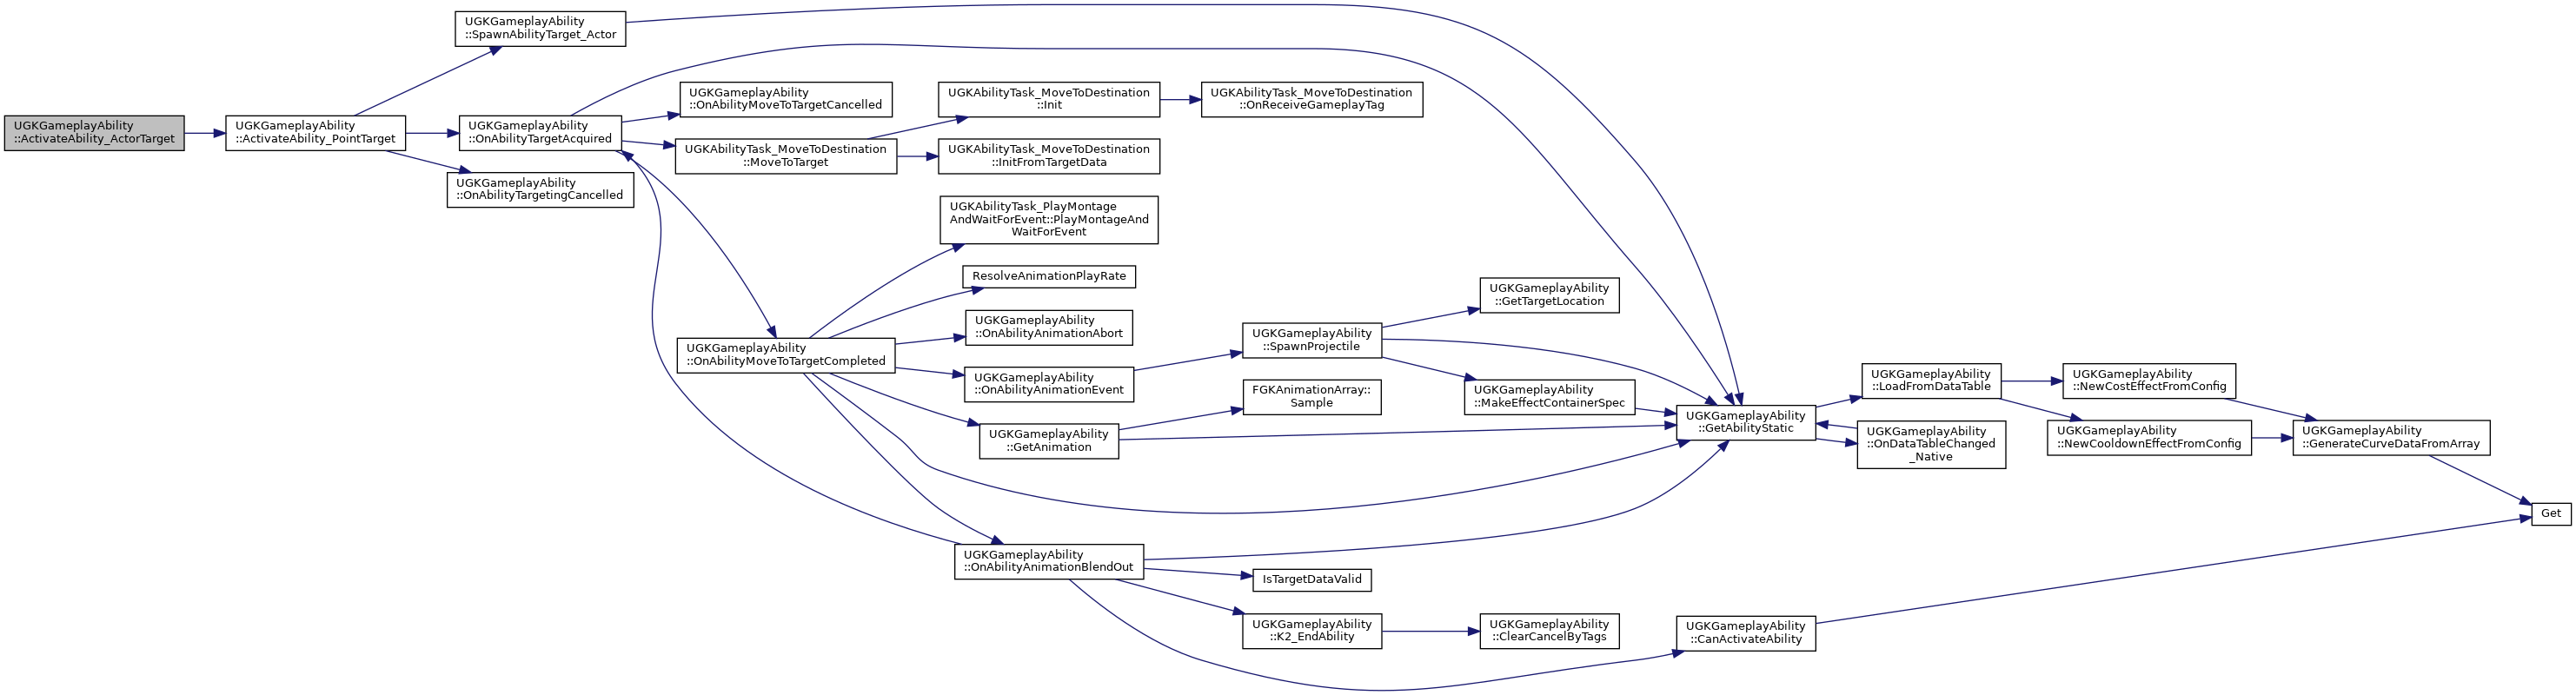 UGKGameplayAbility
::ActivateAbility_ActorTarget
UGKGameplayAbility
::ActivateAbility_PointTarget
UGKGameplayAbility
::SpawnAbilityTarget_Actor
UGKGameplayAbility
::OnAbilityTargetAcquired
UGKGameplayAbility
::OnAbilityTargetingCancelled
UGKGameplayAbility
::OnAbilityMoveToTargetCancelled
UGKAbilityTask_MoveToDestination
::MoveToTarget
UGKAbilityTask_MoveToDestination
::Init
UGKAbilityTask_MoveToDestination
::InitFromTargetData
UGKAbilityTask_MoveToDestination
::OnReceiveGameplayTag
UGKGameplayAbility
::OnAbilityMoveToTargetCompleted
UGKAbilityTask_PlayMontage
AndWaitForEvent::PlayMontageAnd
WaitForEvent
ResolveAnimationPlayRate
UGKGameplayAbility
::OnAbilityAnimationAbort
UGKGameplayAbility
::OnAbilityAnimationEvent
UGKGameplayAbility
::GetAnimation
UGKGameplayAbility
::OnAbilityAnimationBlendOut
UGKGameplayAbility
::SpawnProjectile
FGKAnimationArray::
Sample
IsTargetDataValid
UGKGameplayAbility
::K2_EndAbility
UGKGameplayAbility
::GetTargetLocation
UGKGameplayAbility
::MakeEffectContainerSpec
UGKGameplayAbility
::ClearCancelByTags
UGKGameplayAbility
::GetAbilityStatic
UGKGameplayAbility
::CanActivateAbility
UGKGameplayAbility
::LoadFromDataTable
UGKGameplayAbility
::OnDataTableChanged
_Native
UGKGameplayAbility
::NewCostEffectFromConfig
UGKGameplayAbility
::NewCooldownEffectFromConfig
UGKGameplayAbility
::GenerateCurveDataFromArray
Get